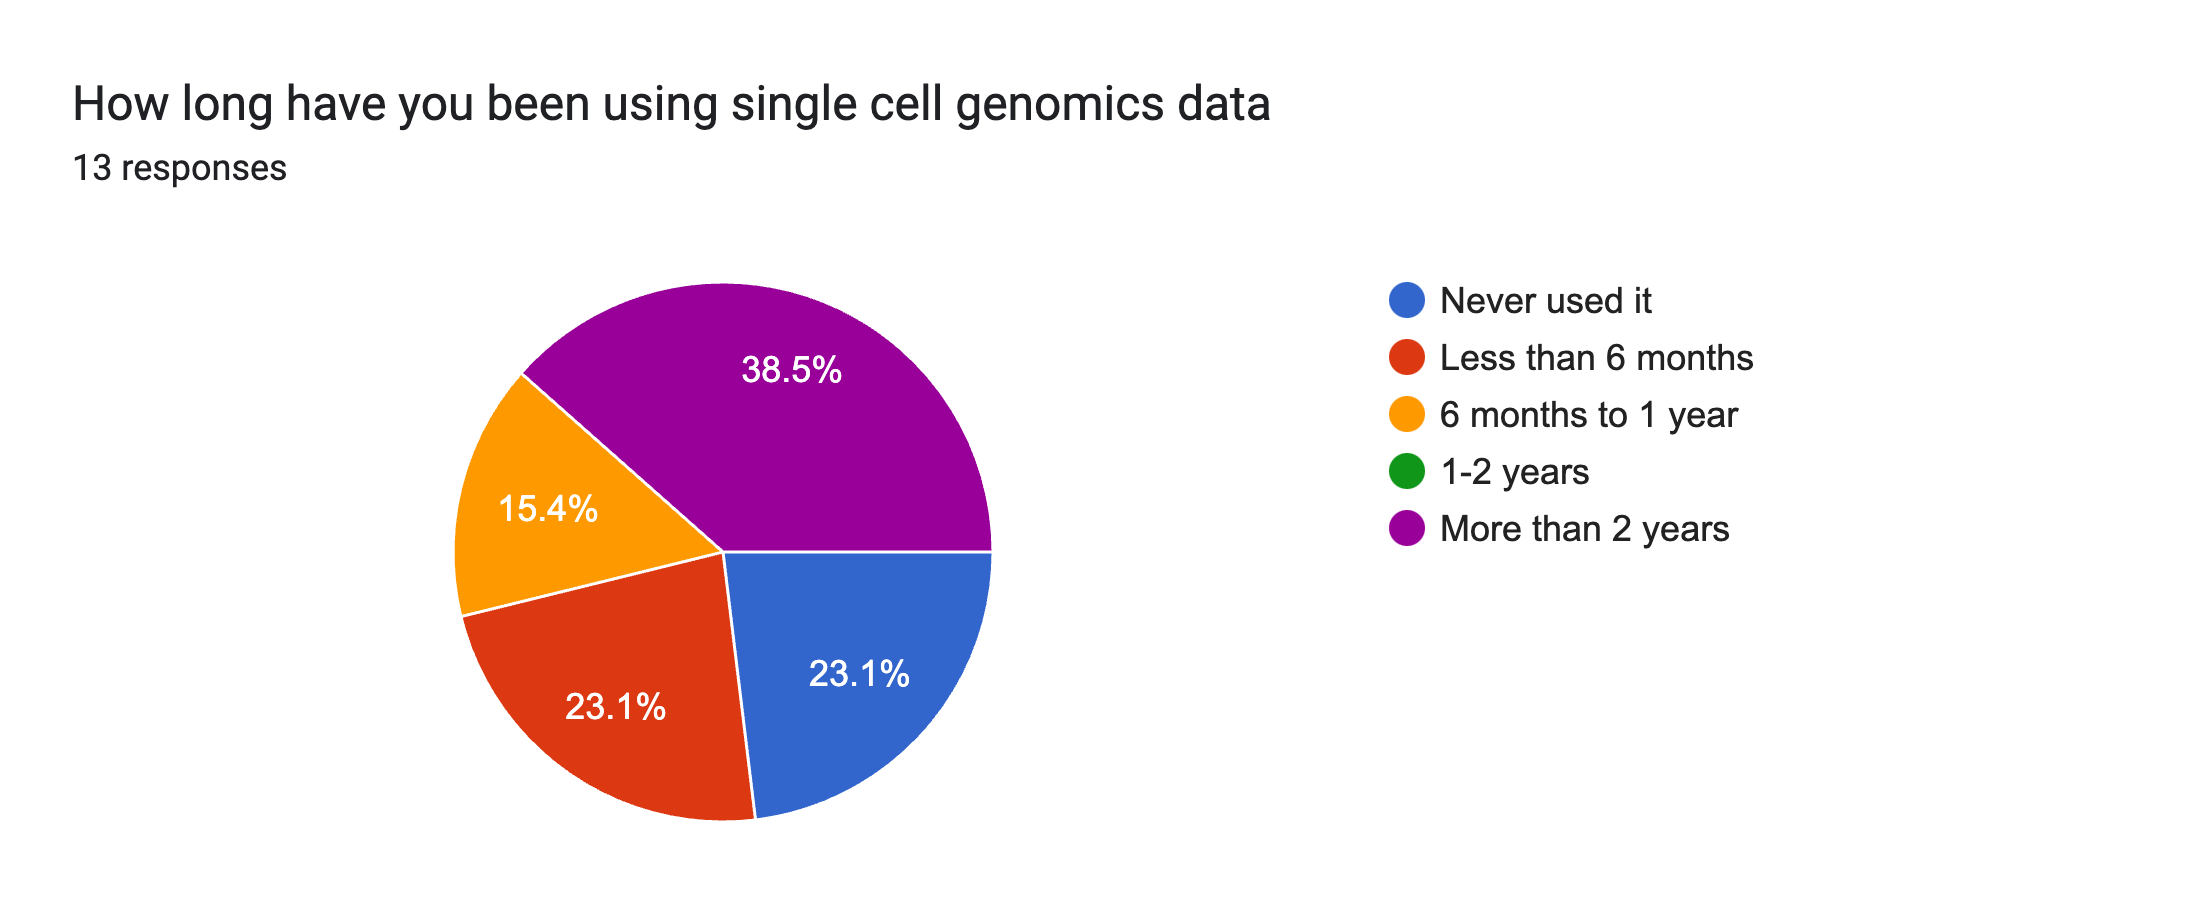 How long have you been using single cell genomics data
13 responses
38.5%
15.4%
23.1%
23.1%
Never used it
Less than 6 months
6 months to 1 year
1-2 years
More than 2 years